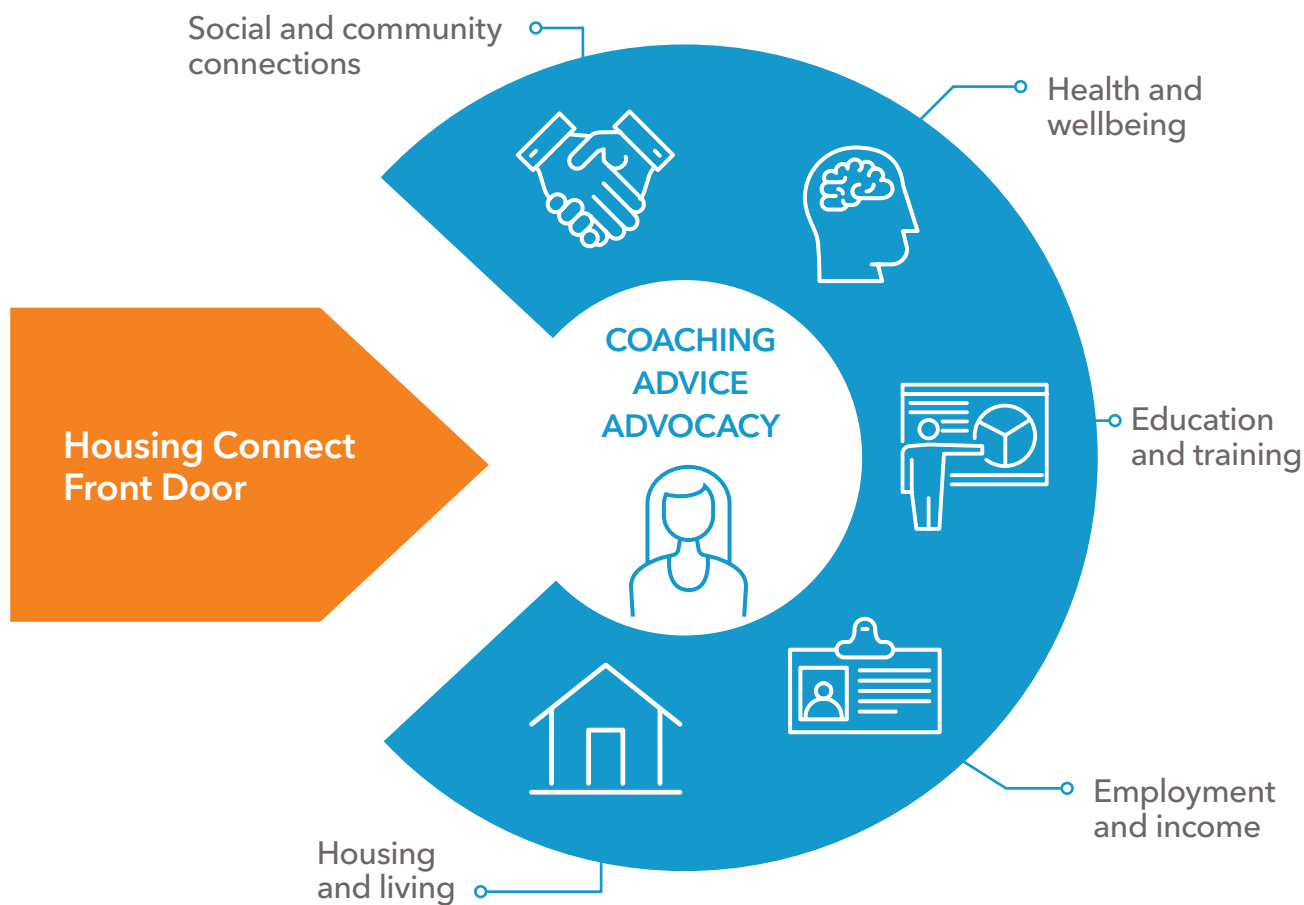 Social and community
connections
Health and
wellbeing
COACHING
ADVICE
ADVOCACY
Housing Connect
Front Door
Education
and training
Employment
and income
Housing
and living